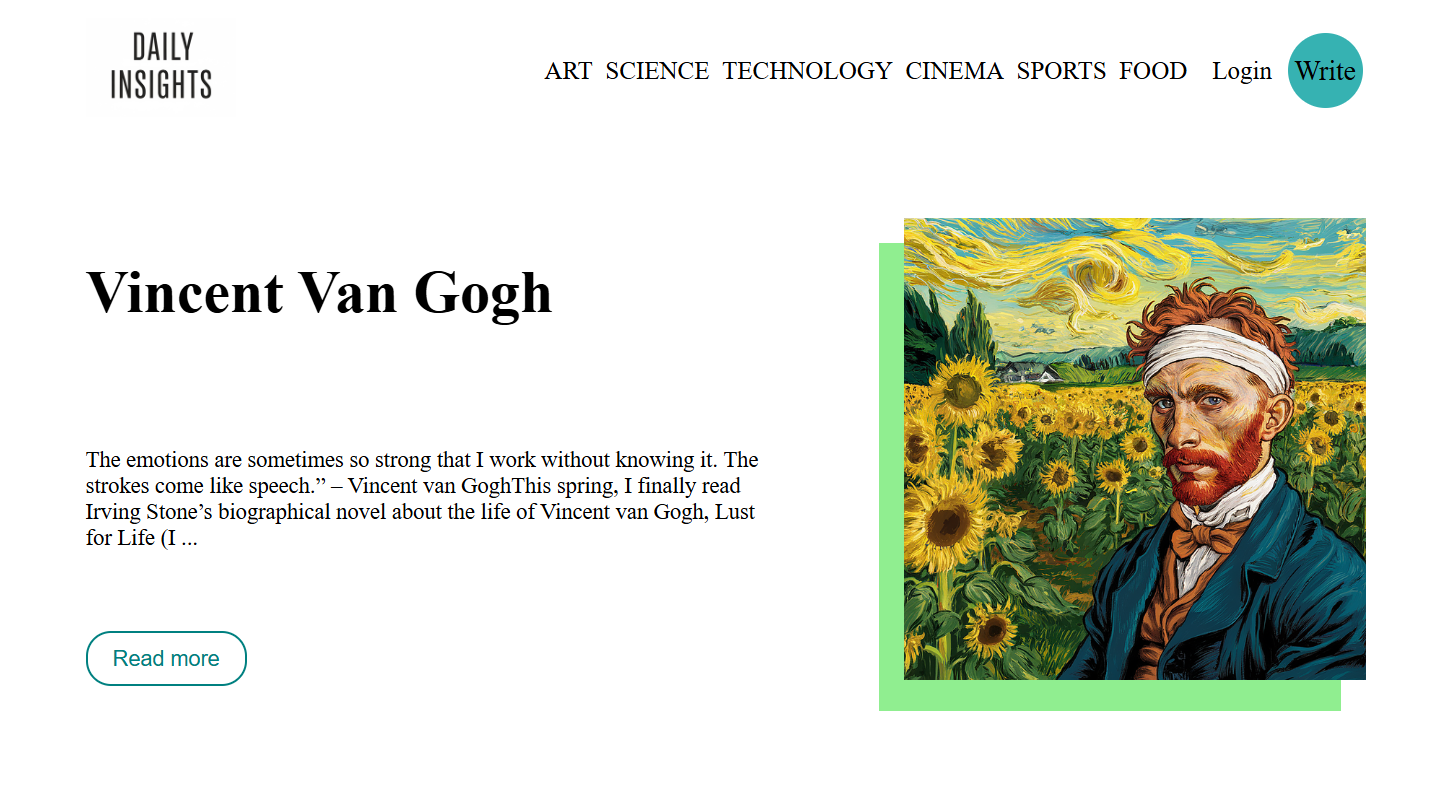 DAILY
INSIGHTS
ART SCIENCE TECHNOLOGY CINEMA SPORTS FOOD Login Write
Vincent Van Gogh
The emotions are sometimes so strong that I work without knowing it. The
strokes come like speech.” – Vincent van GoghThis spring, I finally read
Irving Stone’s biographical novel about the life of Vincent van Gogh, Lust
for Life (I ...
Read more